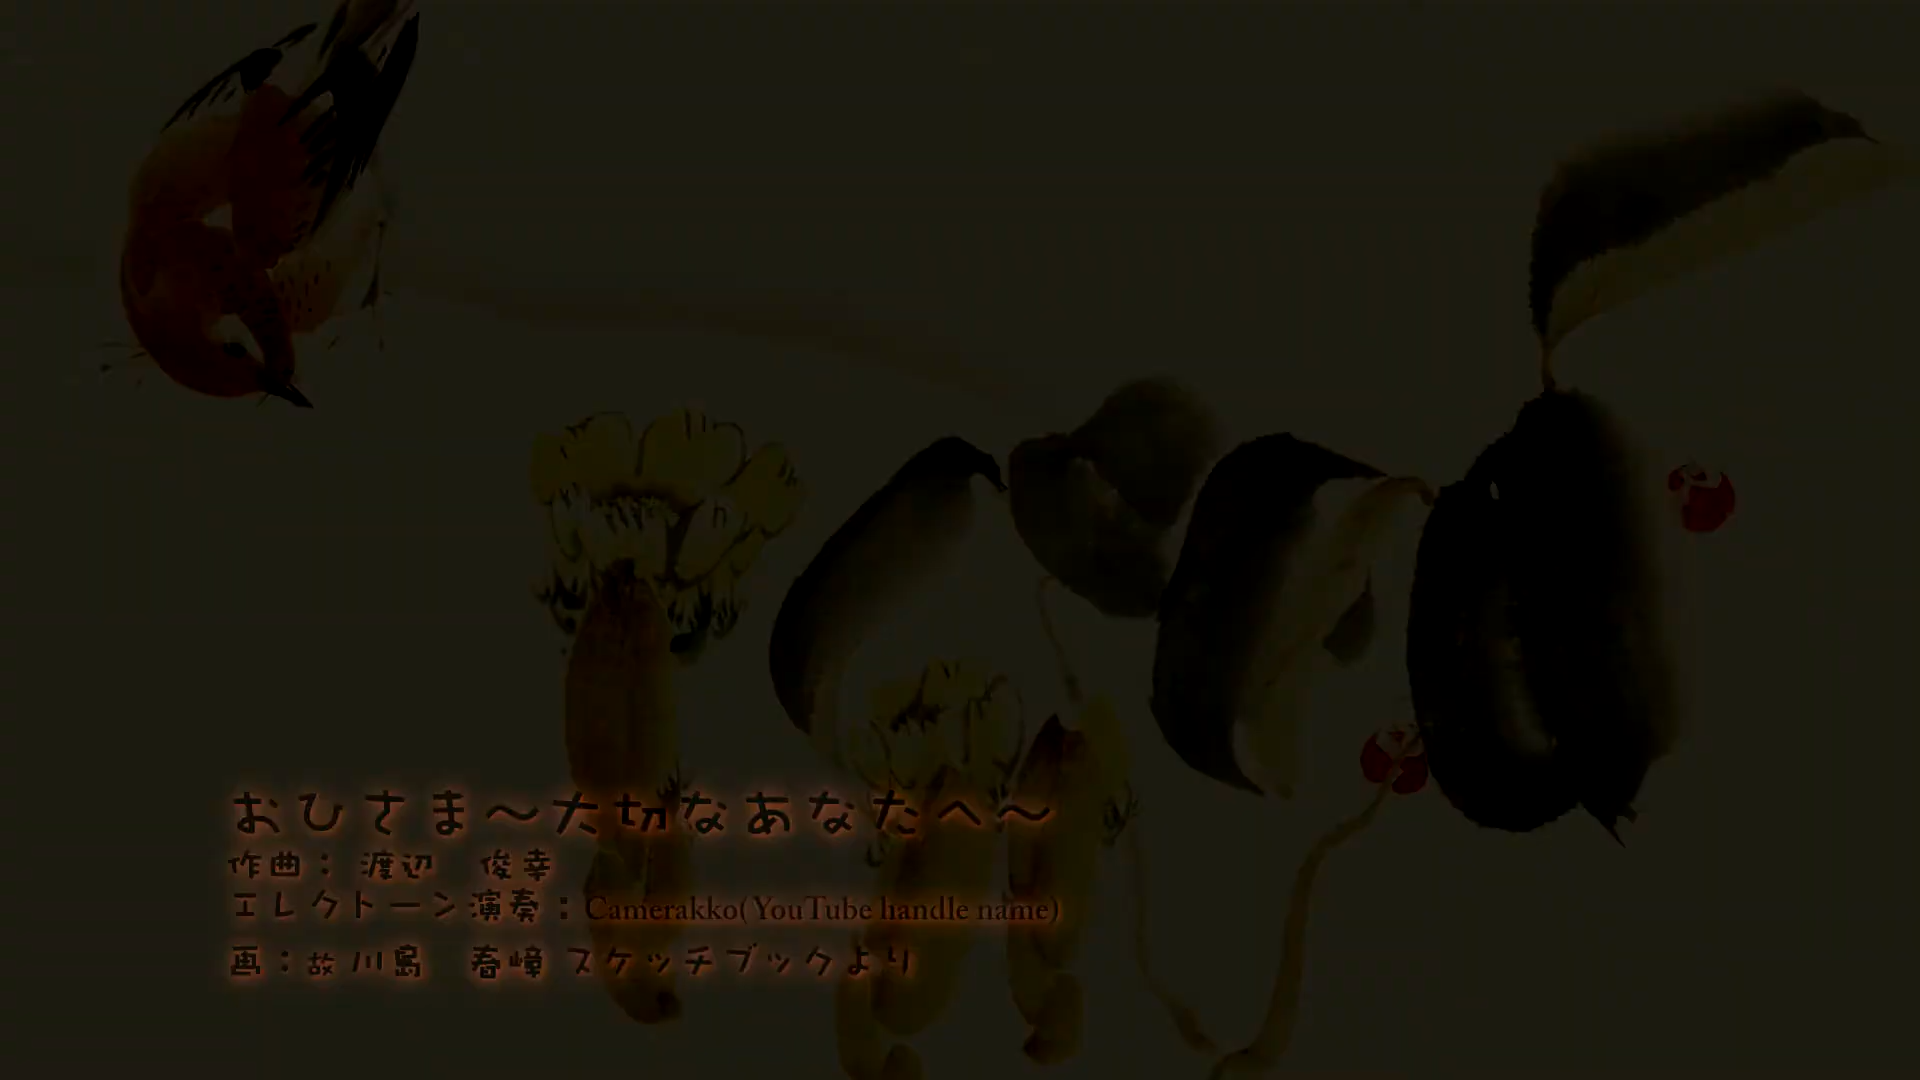 おひさま～大切なあなたへ～
作曲： 渡辺　俊幸
エレクトーン演奏：Camerakko(YouTube handle name)
画：故 川島　春嶂 スケッチブックより